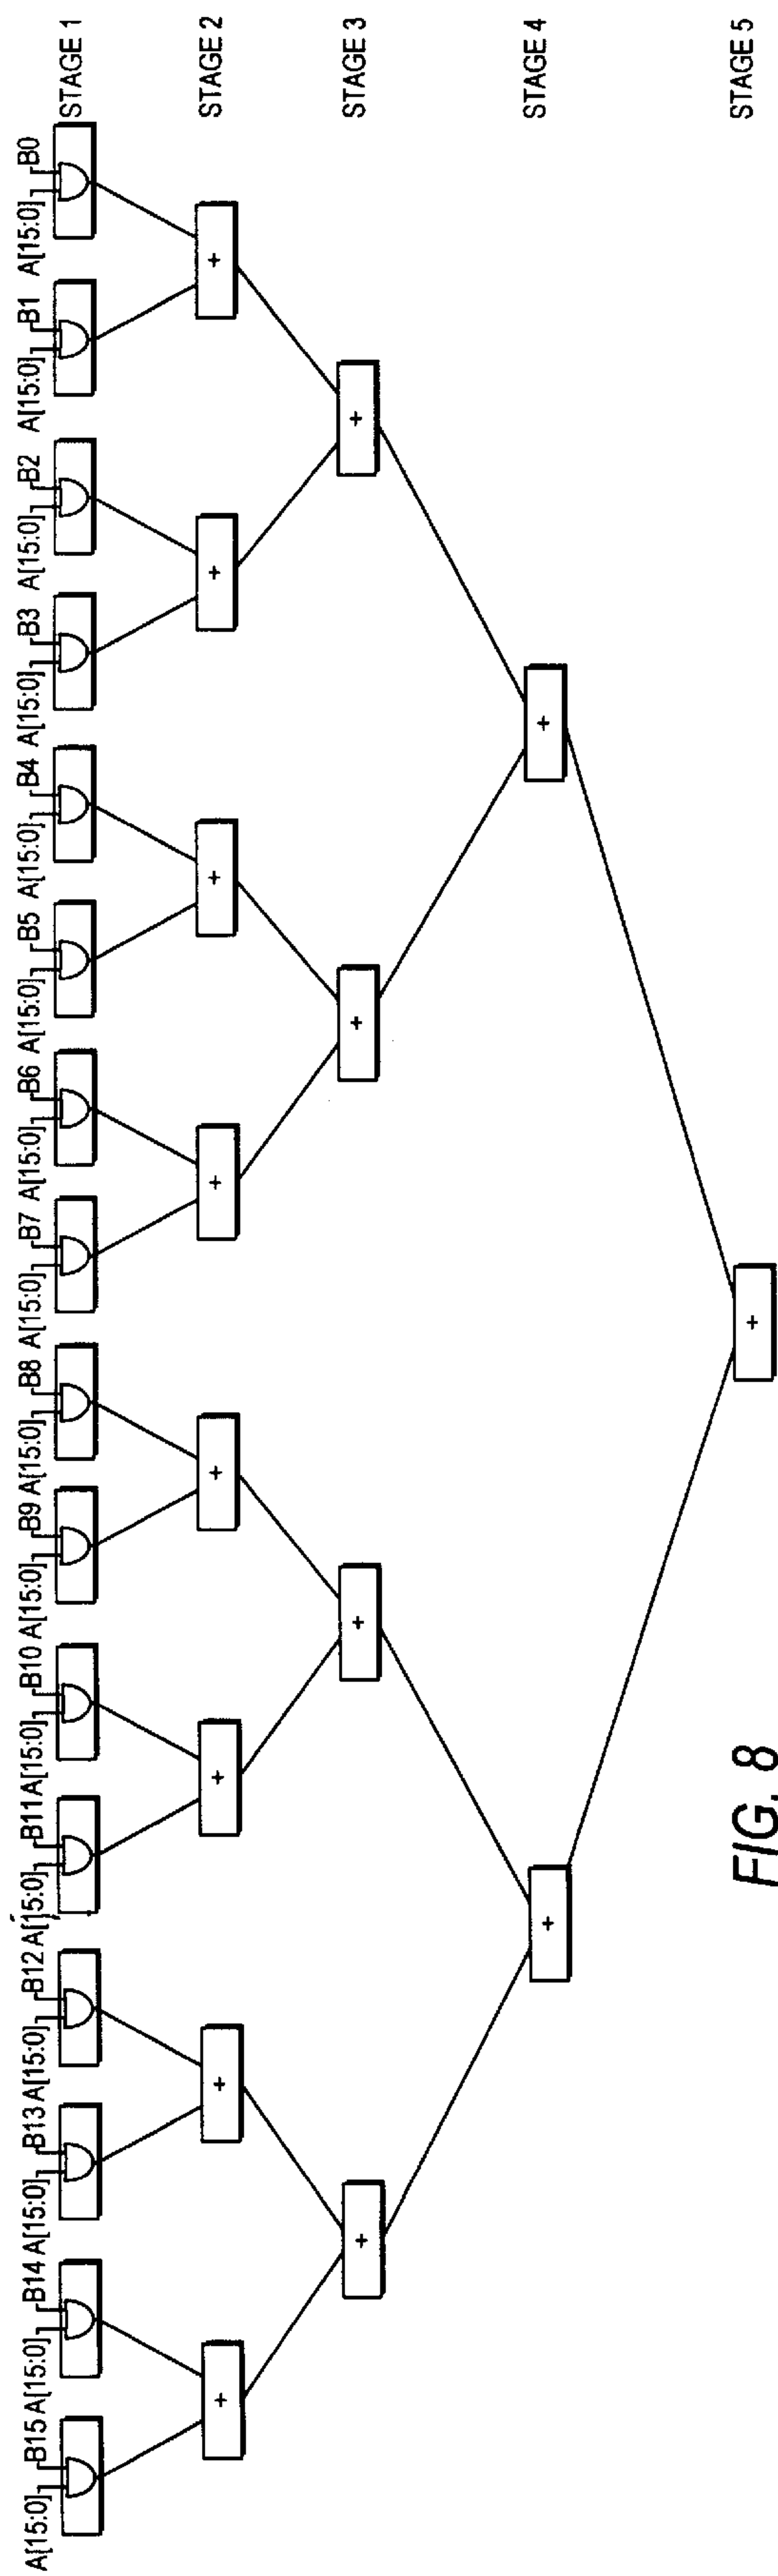 A[15:0] B15 A[15:0] B14 A[15:0] B13 A[15:0] B12 A[15:0] B11 A[15:0] B10 A[15:0] B9 A[15:0] B8 A[15:0] B7 A[15:0] B6 A[15:0] B5 A[15:0] B4 A[15:0] B3 A[15:0] B2 A[15:0] B1 A[15:0] B0
STAGE 1
+ + + + + + + + STAGE 2
+ + + + STAGE 3
+ + STAGE 4
+ STAGE 5
FIG. 8